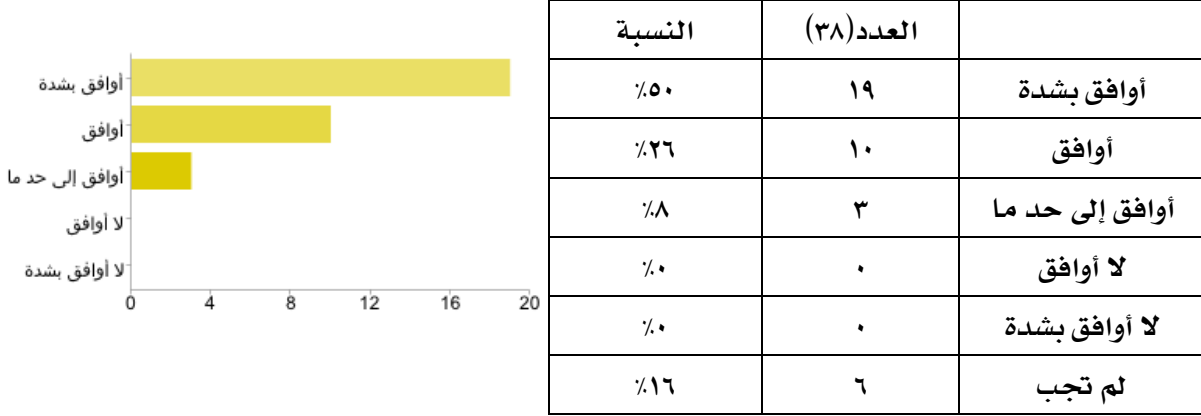 العدد(٣٨) النسبة
أوافق بشدة ١٩ ٥٠٪
أوافق ١٠ ٢٦٪
أوافق إلى حد ما ٣ ٨٪
لا أوافق ٠ ٠٪
لا أوافق بشدة ٠ ٠٪
لم تجب ٦ ١٦٪
أوافق بشدة
أوافق
أوافق إلى حد ما
لا أوافق
لا أوافق بشدة
0 4 8 12 16 20